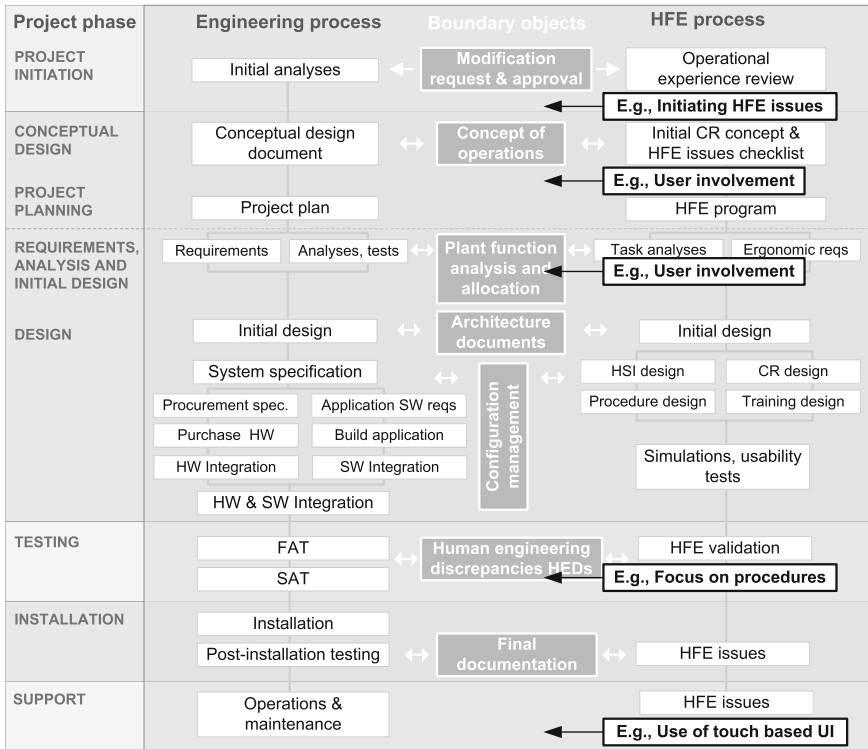 Project phase
Engineering process
Boundary objects
HFE process
PROJECT
INITIATION
Initial analyses
Modification
request & approval
Operational
experience review
E.g., Initiating HFE issues
CONCEPTUAL
DESIGN
Conceptual design
document
Concept of
operations
Initial CR concept &
HFE issues checklist
E.g., User involvement
PROJECT
PLANNING
Project plan
HFE program
REQUIREMENTS,
ANALYSIS AND
INITIAL DESIGN
Requirements
Analyses, tests
Plant function
analysis and
allocation
Task analyses
Ergonomic reqs
E.g., User involvement
DESIGN
Initial design
Architecture
documents
Initial design
System specification
Configuration
management
HSI design
CR design
Procurement spec.
Application SW reqs
Procedure design
Training design
Purchase HW
Build application
HW Integration
SW Integration
Simulations, usability
tests
HW & SW Integration
TESTING
FAT
Human engineering
discrepancies HEDs
HFE validation
SAT
E.g., Focus on procedures
INSTALLATION
Installation
Post-installation testing
Final
documentation
HFE issues
SUPPORT
Operations &
maintenance
HFE issues
E.g., Use of touch based UI